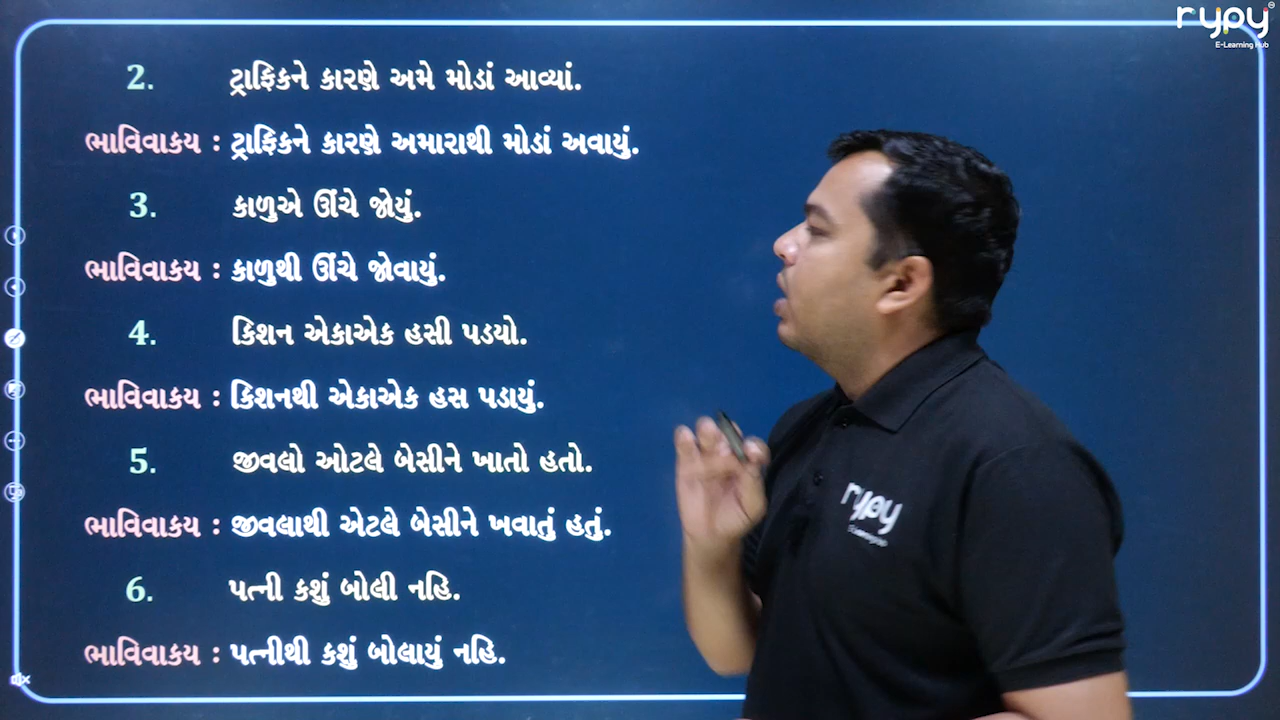 rypy
E-Learning Hub
2. ટ્રાફિકને કારણે અમે મોડાં આવ્યાં.
ભાવિવાકય : ટ્રાફિકને કારણે અમારાથી મોડાં અવાયું.
3. કાળુએ ઊંચે જોયું.
ભાવિવાકય : કાળુથી ઊંચે જોવાયું.
4. કિશન એકાએક હસી પડયો.
ભાવિવાકય : કિશનથી એકાએક હસ પડાયું.
5. જીવલો ઓટલે બેસીને ખાતો હતો.
ભાવિવાકય : જીવલાથી એટલે બેસીને ખવાતું હતું.
6. પત્ની કશું બોલી નહિ.
ભાવિવાકય : પત્નીથી કશું બોલાયું નહિ.
rypy
E-Learning Hub